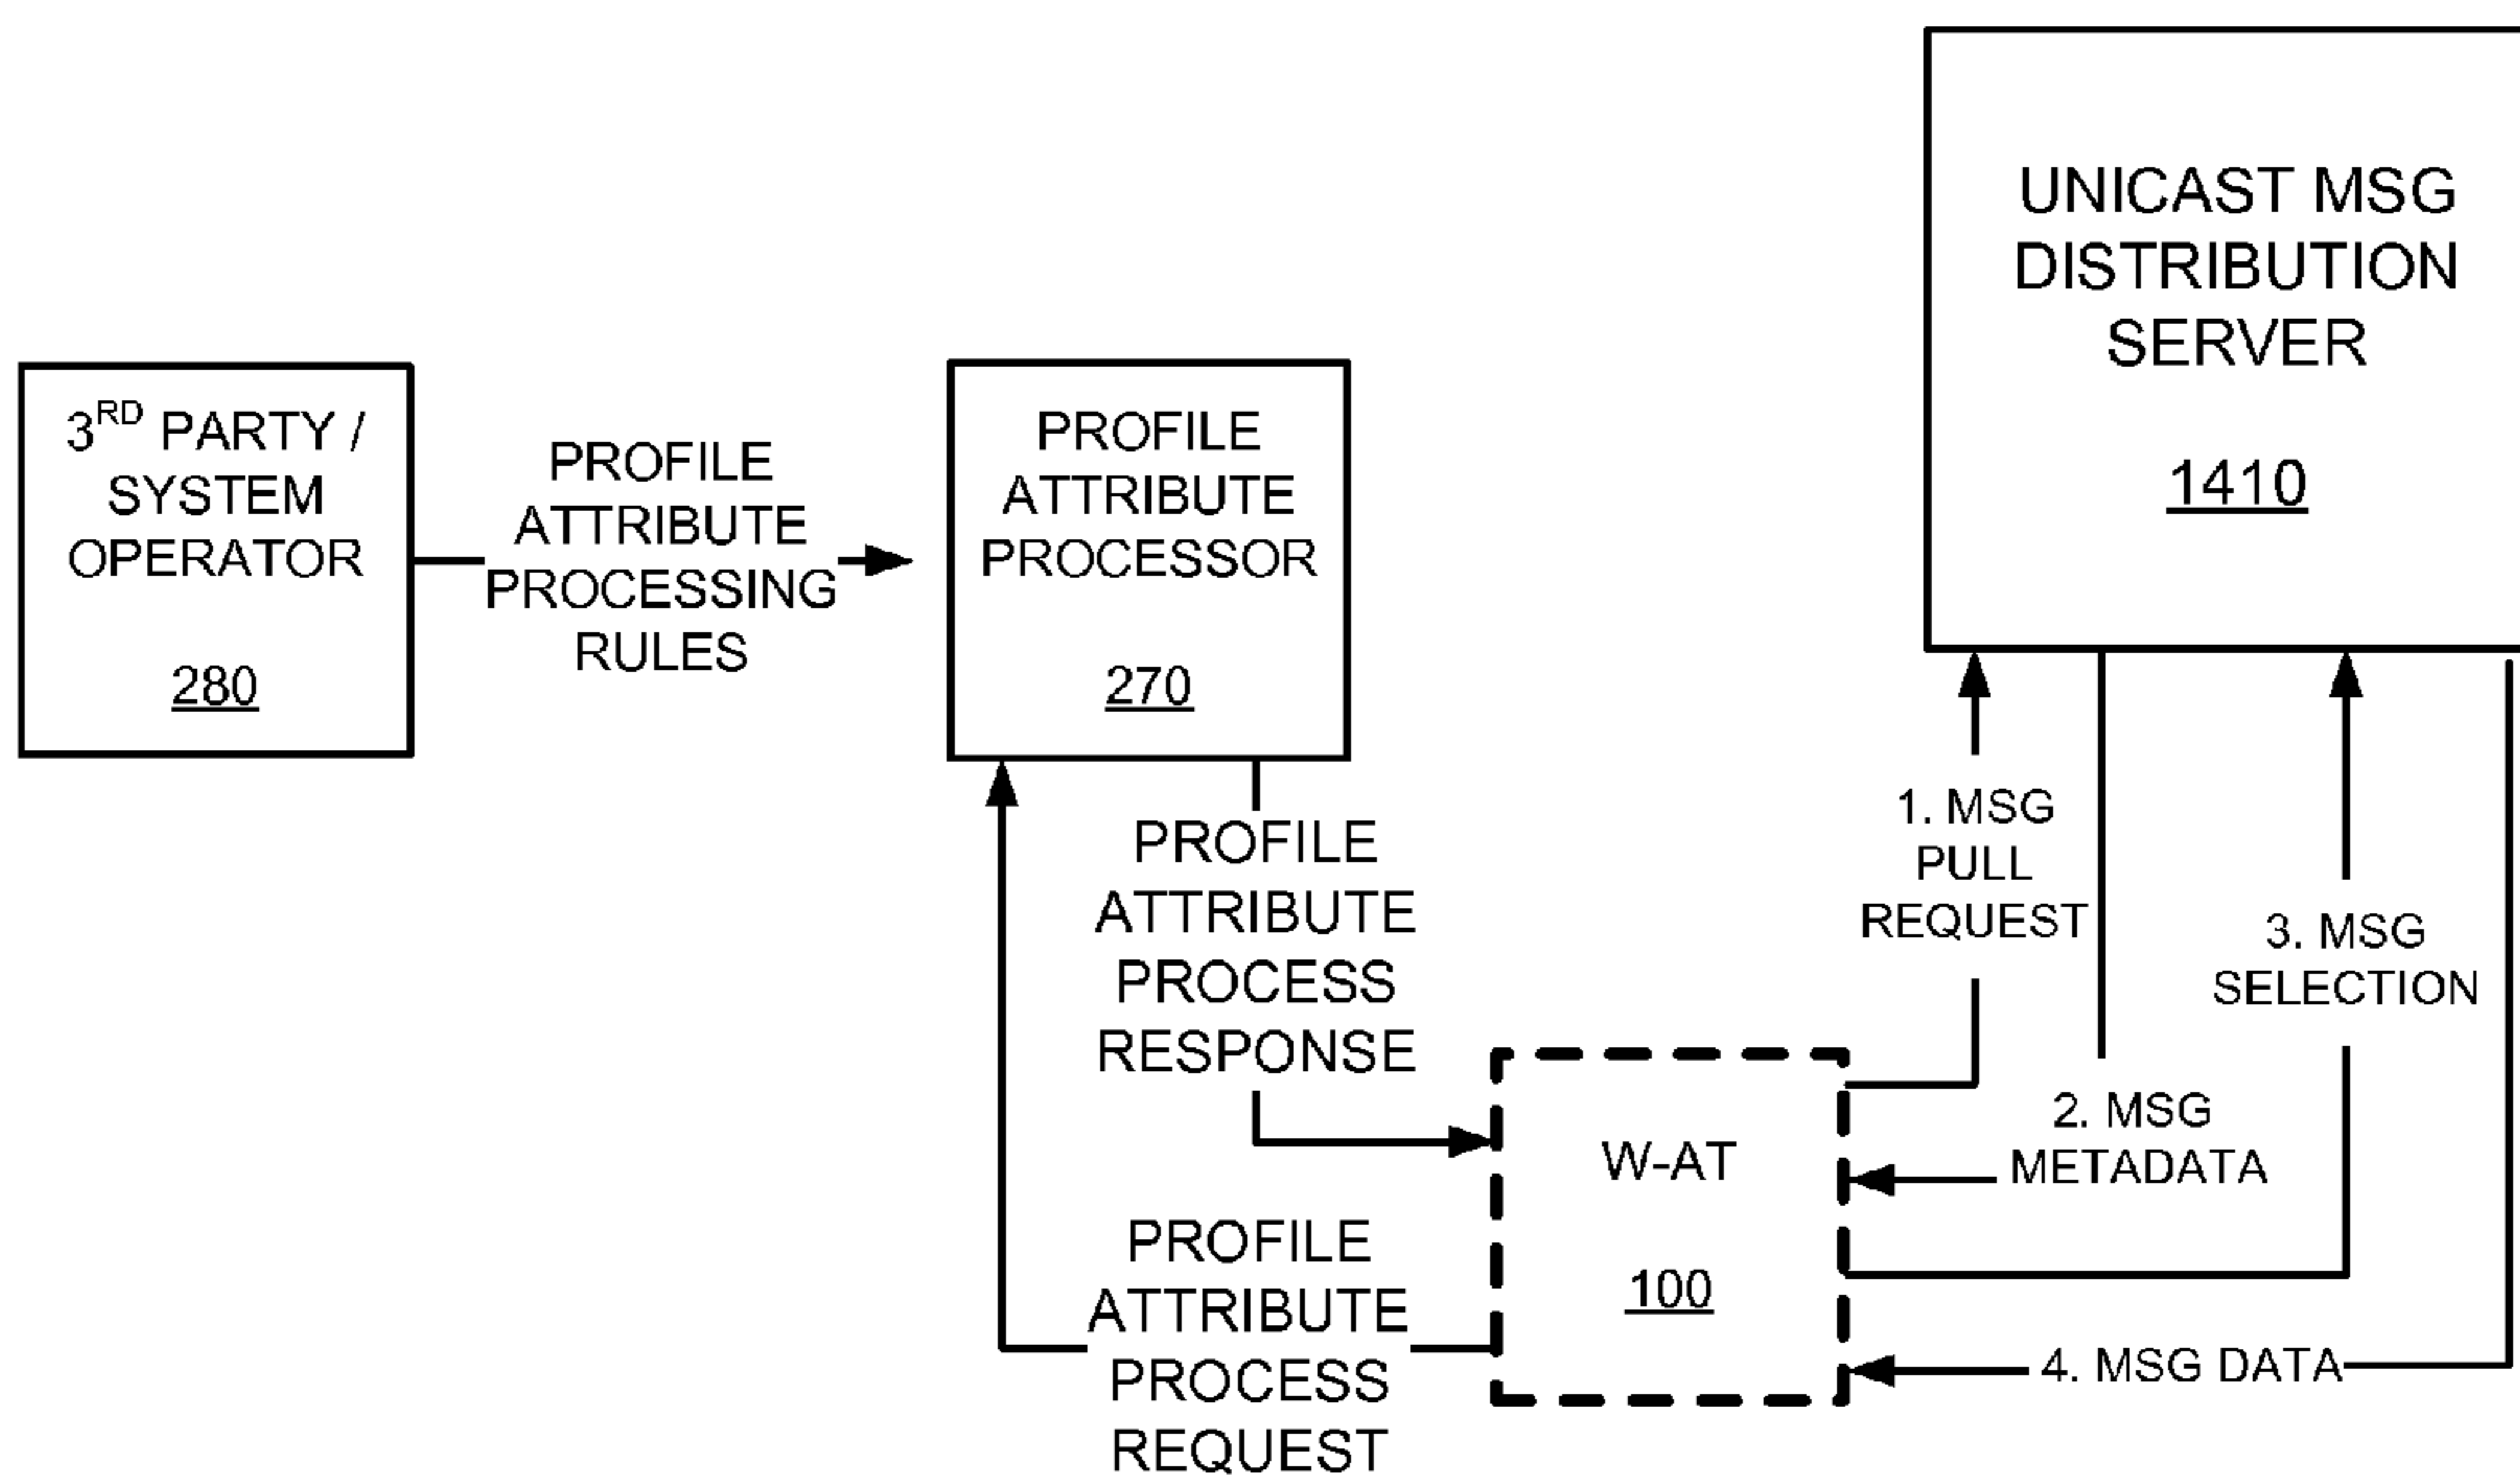 3RD PARTY /
SYSTEM
OPERATOR
280
PROFILE
ATTRIBUTE
PROCESSING
RULES
PROFILE
ATTRIBUTE
PROCESSOR
270
UNICAST MSG
DISTRIBUTION
SERVER
1410
PROFILE
ATTRIBUTE
PROCESS
RESPONSE
PROFILE
ATTRIBUTE
PROCESS
REQUEST
W-AT
100
1. MSG
PULL
REQUEST
2. MSG
METADATA
3. MSG
SELECTION
4. MSG DATA